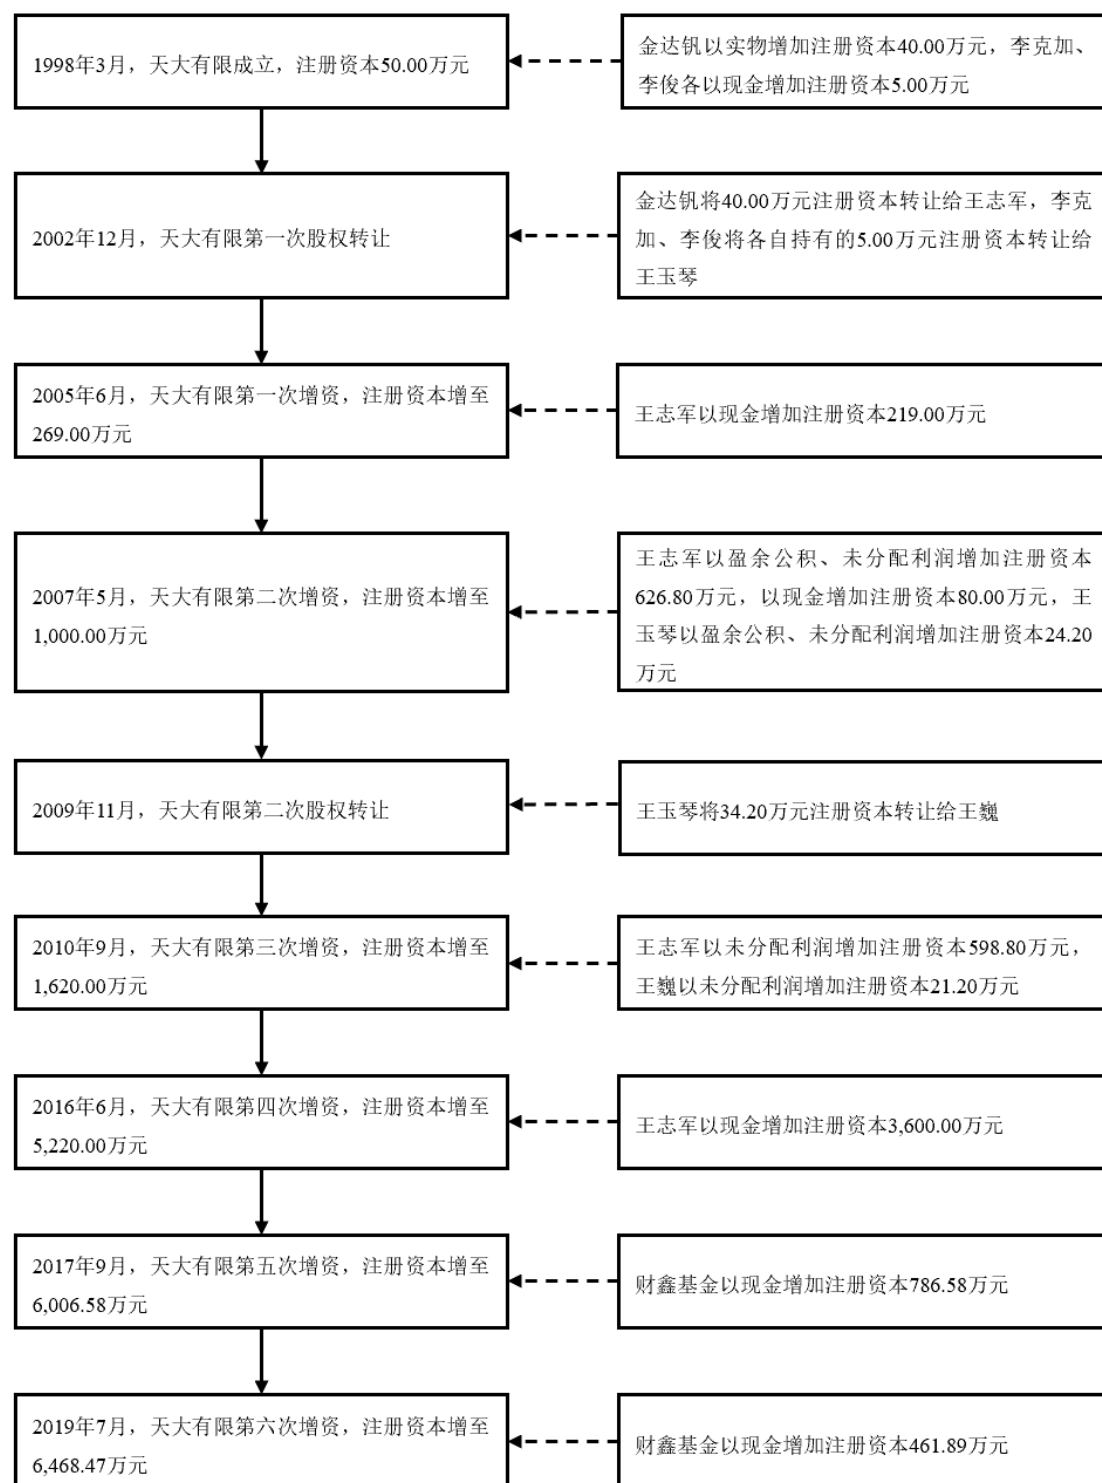 1998年3月，天大有限成立，注册资本50.00万元
金达钒以实物增加注册资本40.00万元，李克加、
李俊各以现金增加注册资本5.00万元
2002年12月，天大有限第一次股权转让
金达钒将40.00万元注册资本转让给王志军，李克
加、李俊将各自持有的5.00万元注册资本转让给
王玉琴
2005年6月，天大有限第一次增资，注册资本增至
269.00万元
王志军以现金增加注册资本219.00万元
2007年5月，天大有限第二次增资，注册资本增至
1,000.00万元
王志军以盈余公积、未分配利润增加注册资本
626.80万元，以现金增加注册资本80.00万元，王
玉琴以盈余公积、未分配利润增加注册资本24.20
万元
2009年11月，天大有限第二次股权转让
王玉琴将34.20万元注册资本转让给王巍
2010年9月，天大有限第三次增资，注册资本增至
1,620.00万元
王志军以未分配利润增加注册资本598.80万元，
王巍以未分配利润增加注册资本21.20万元
2016年6月，天大有限第四次增资，注册资本增至
5,220.00万元
王志军以现金增加注册资本3,600.00万元
2017年9月，天大有限第五次增资，注册资本增至
6,006.58万元
财鑫基金以现金增加注册资本786.58万元
2019年7月，天大有限第六次增资，注册资本增至
6,468.47万元
财鑫基金以现金增加注册资本461.89万元